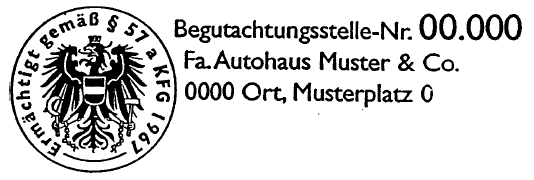 Ermächtigt gemäß § 57 a KFG 1967
Begutachtungsstelle-Nr. 00.000
Fa. Autohaus Muster & Co.
0000 Ort, Musterplatz 0